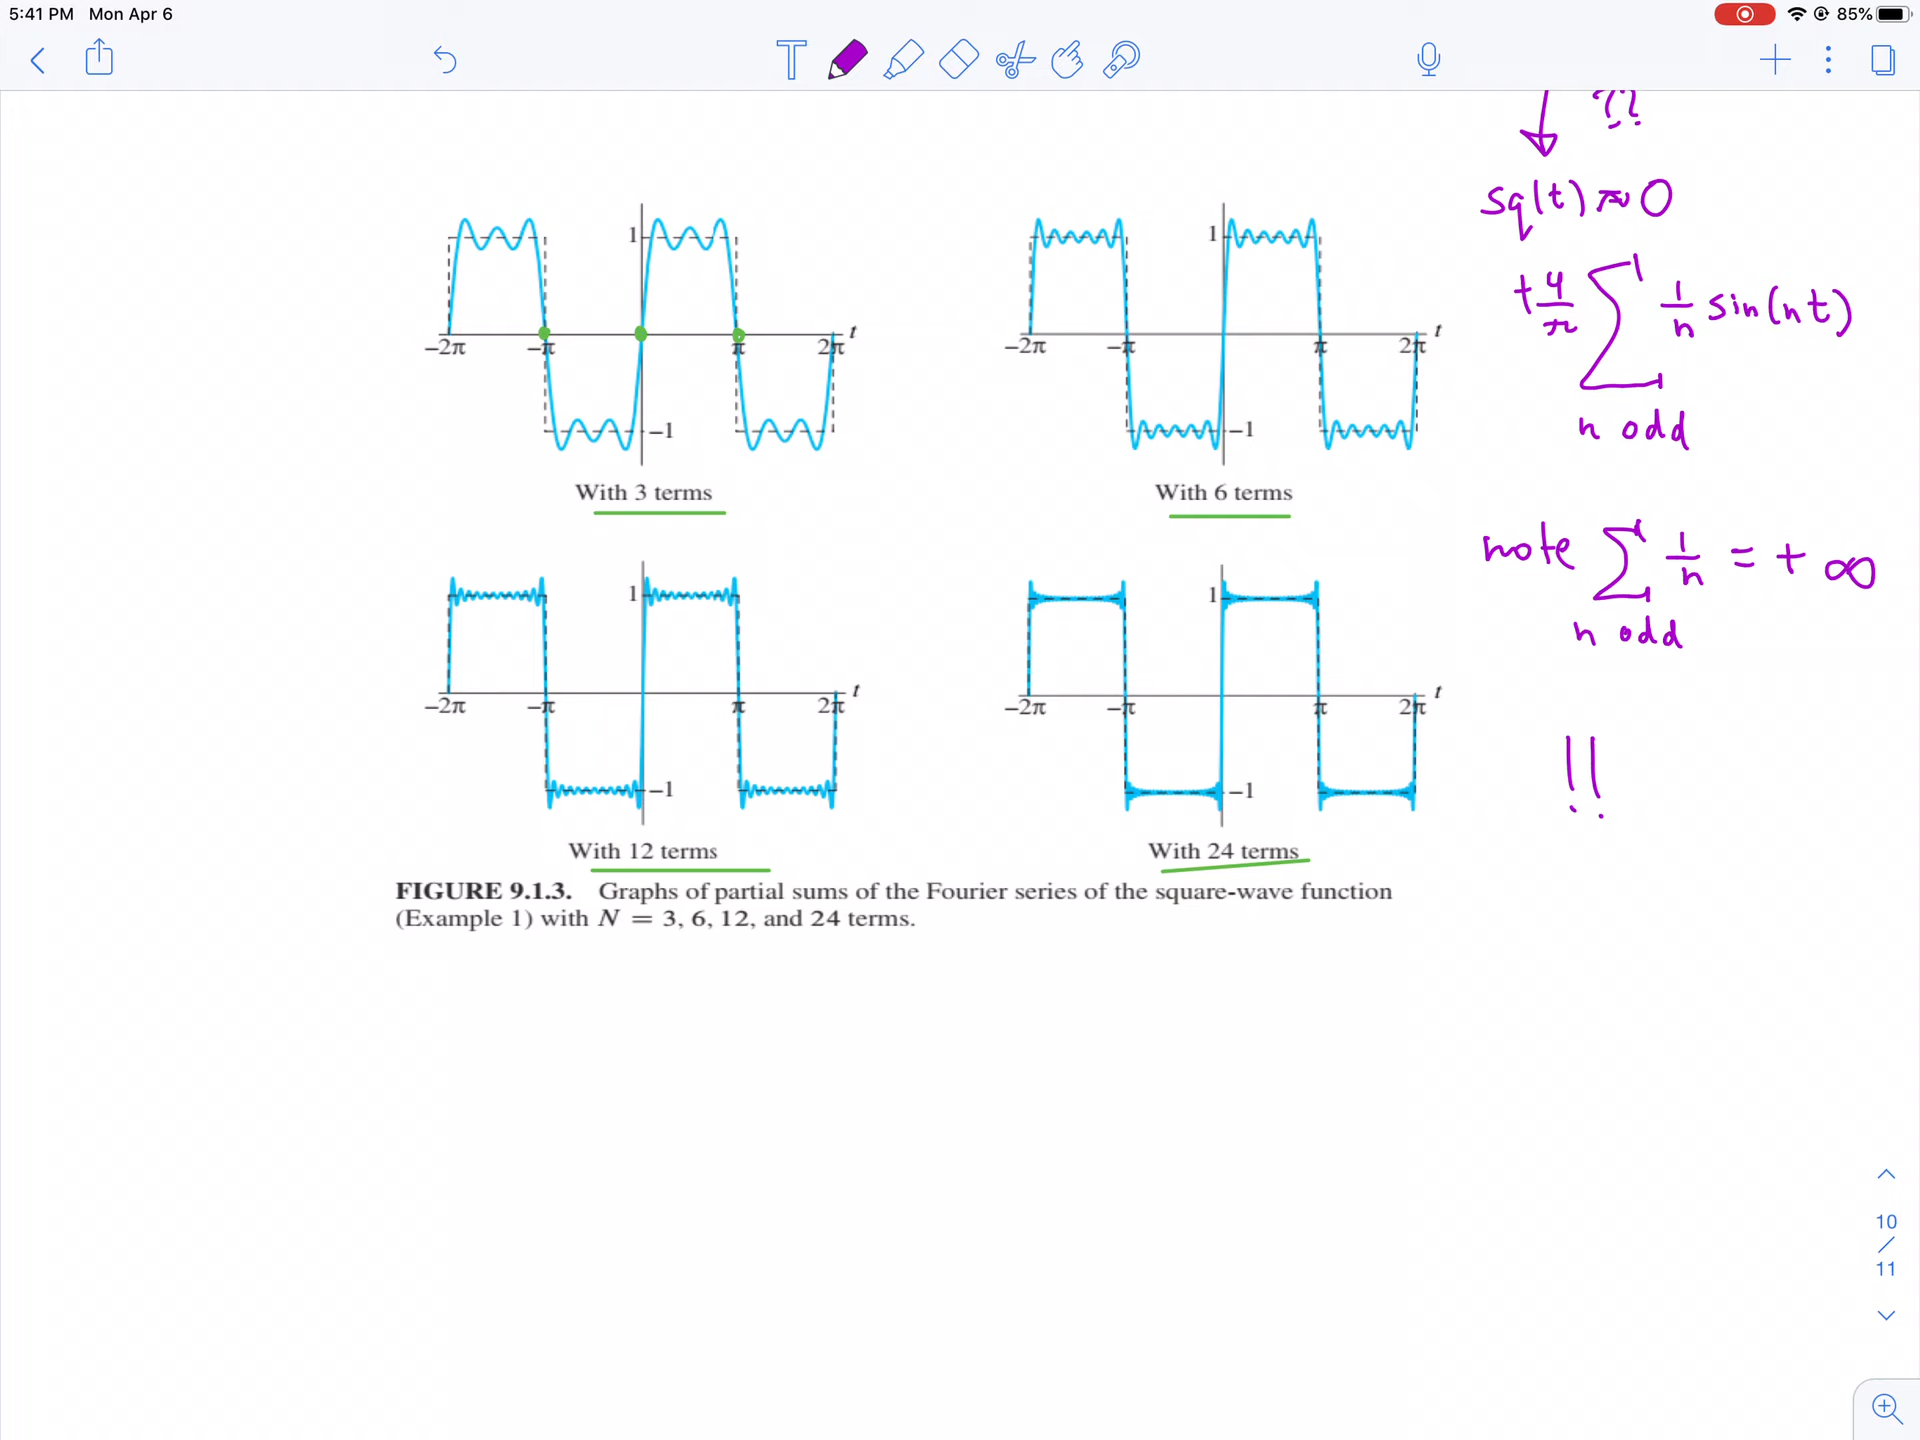 5:41 PM Mon Apr 6
85%
??
sq(t) ≈ 0
+ 4/π ∑ 1/n sin(nt)
n odd
note ∑ 1/n = + ∞
n odd
!!
1
t
−2π −π π 2π
−1
With 3 terms
1
t
−2π −π π 2π
−1
With 6 terms
1
t
−2π −π π 2π
−1
With 12 terms
1
t
−2π −π π 2π
−1
With 24 terms
FIGURE 9.1.3. Graphs of partial sums of the Fourier series of the square-wave function
(Example 1) with N = 3, 6, 12, and 24 terms.
10
/
11